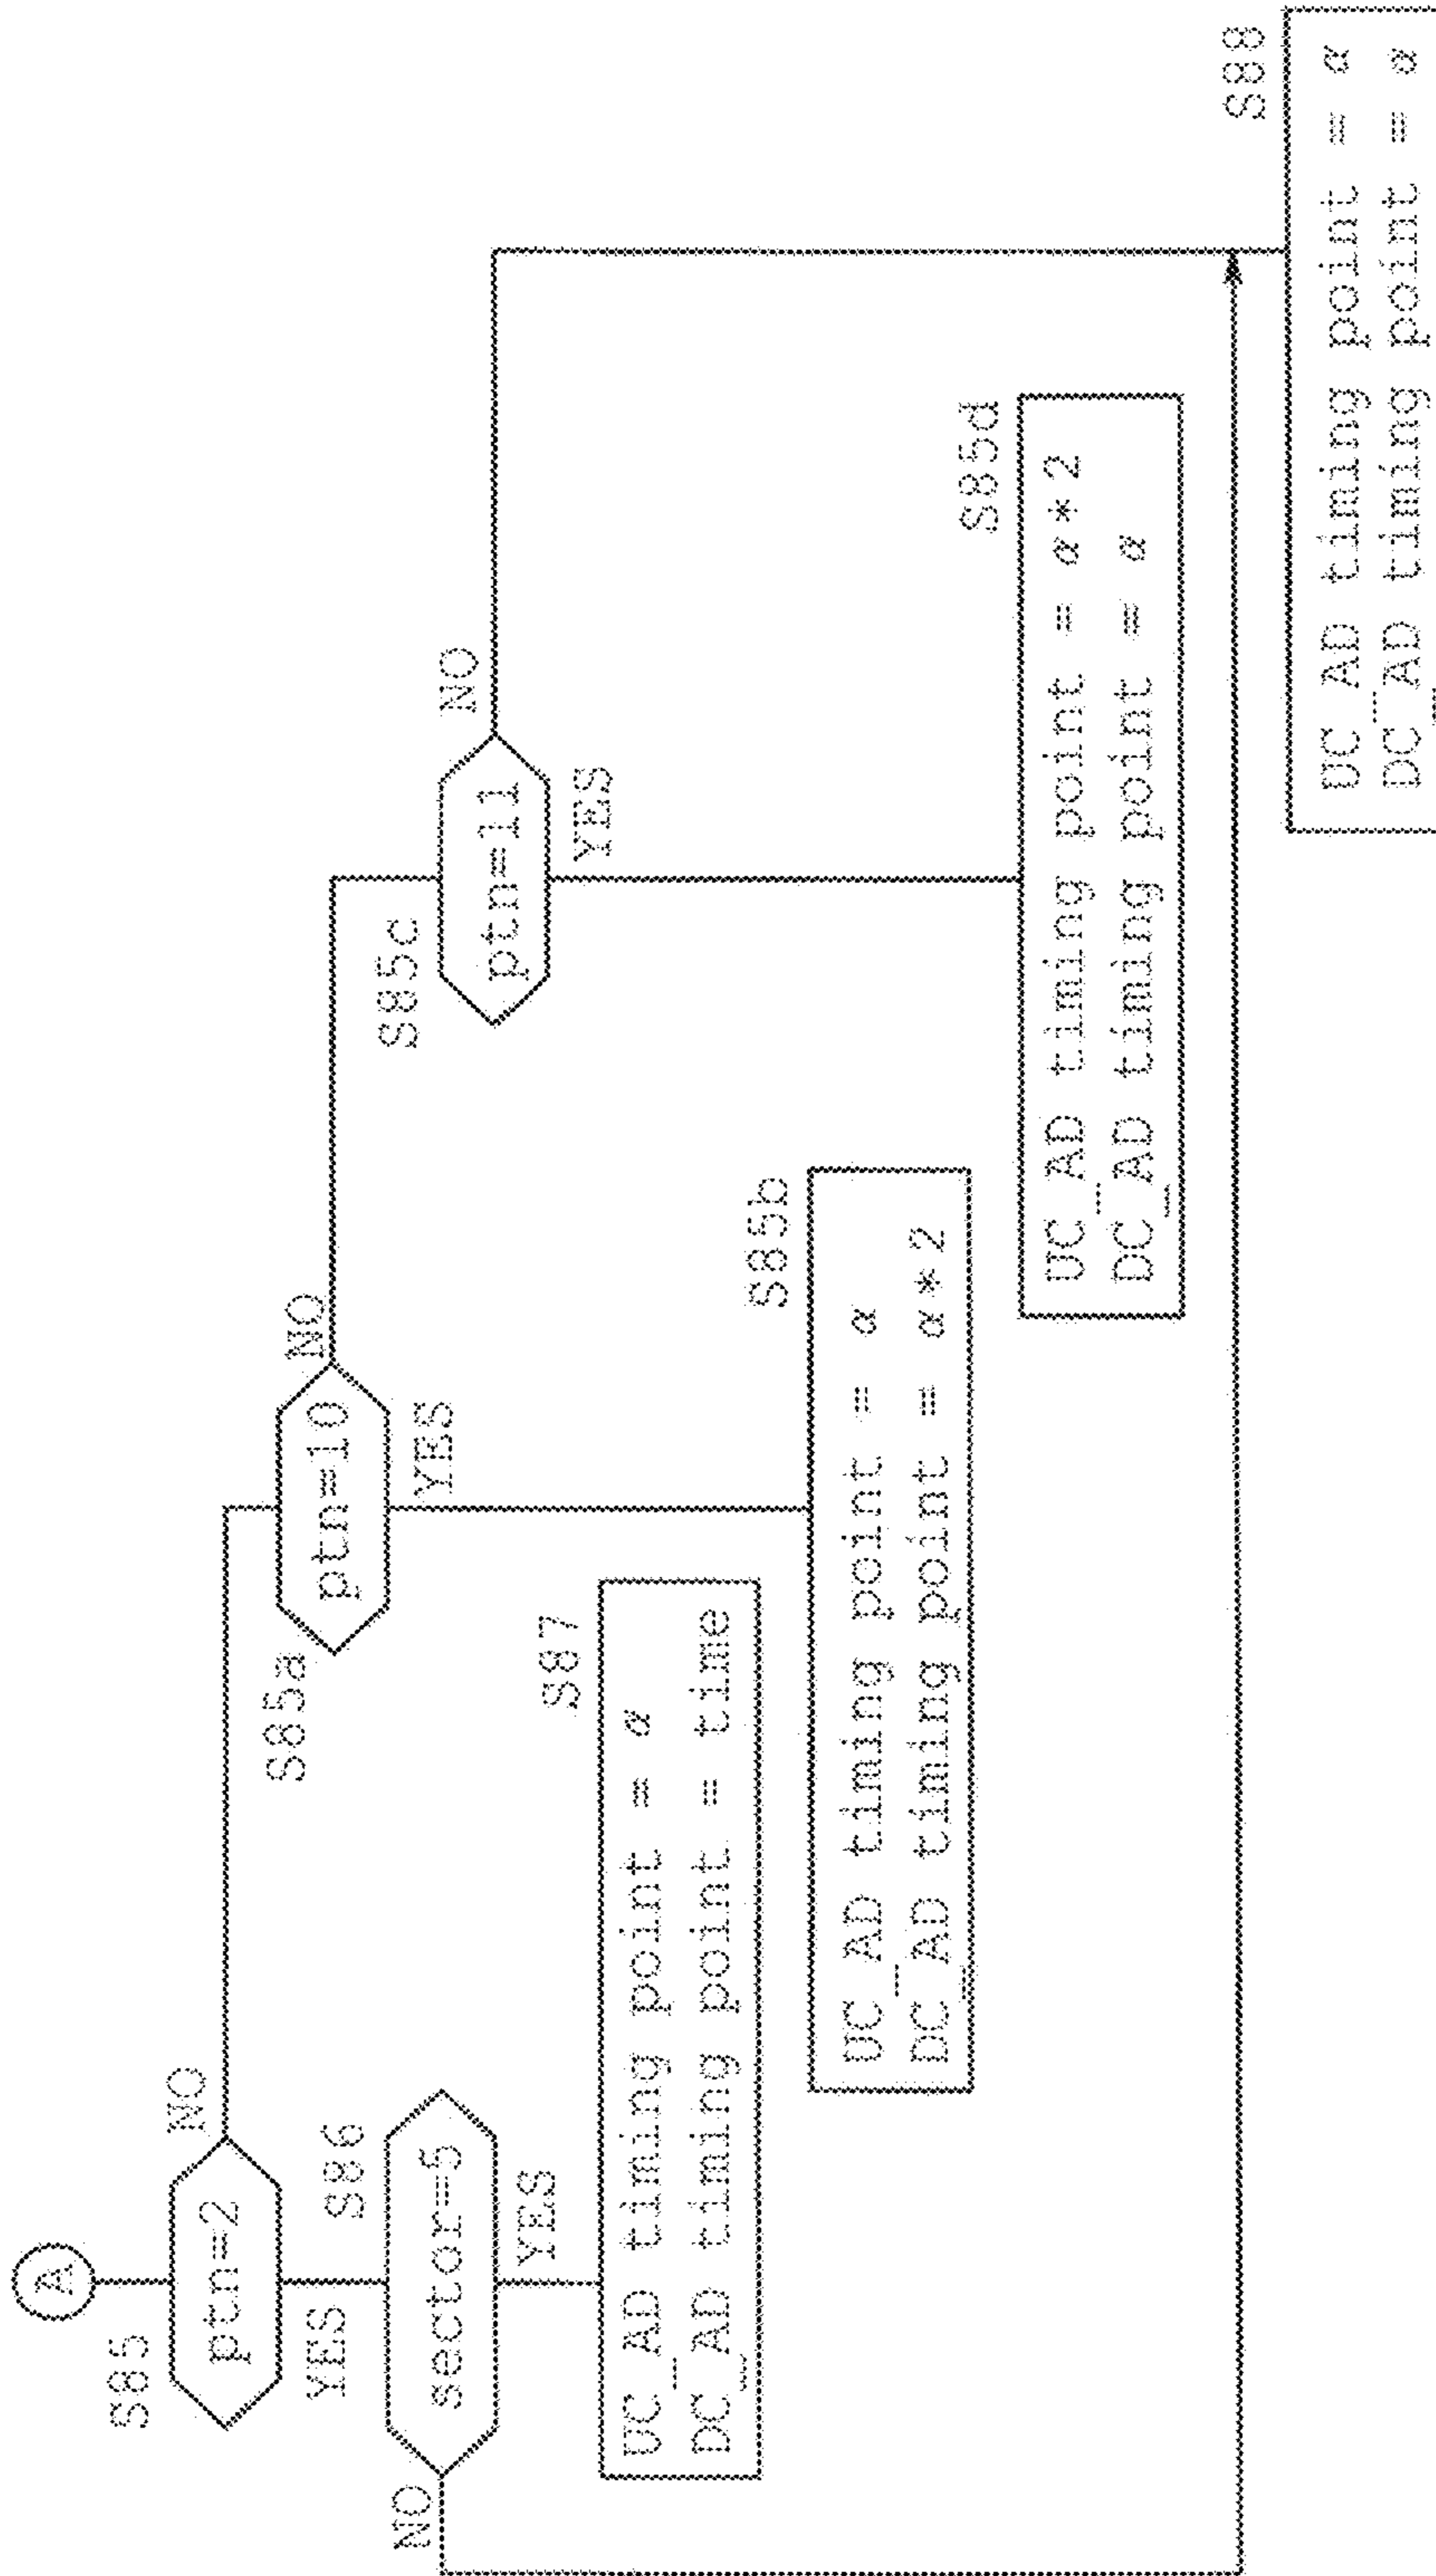 A
S85
ptn=2
NO
YES
S86
sector=5
NO
YES
S87
UC_AD timing point = α
DC_AD timing point = time
S85a
ptn=10
NO
YES
S85b
UC_AD timing point = α
DC_AD timing point = α*2
S85c
ptn=11
NO
YES
S85d
UC_AD timing point = α*2
DC_AD timing point = α
S88
UC_AD timing point = α
DC_AD timing point = α